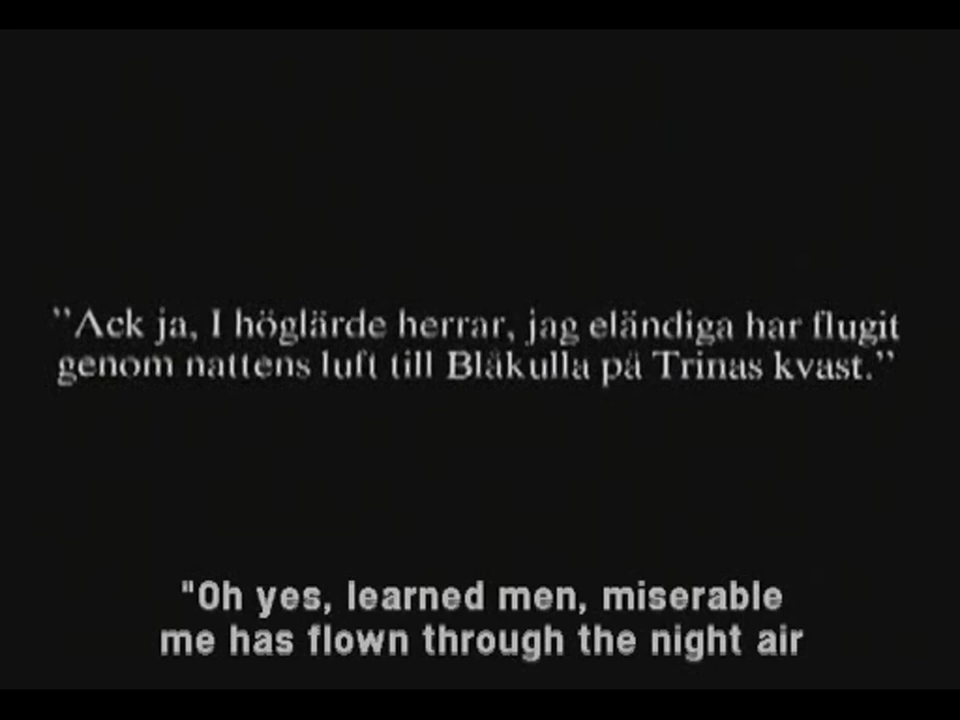 ”Ack ja, I höglärde herrar, jag eländiga har flugit
genom nattens luft till Blåkulla på Trinas kvast.”
"Oh yes, learned men, miserable
me has flown through the night air